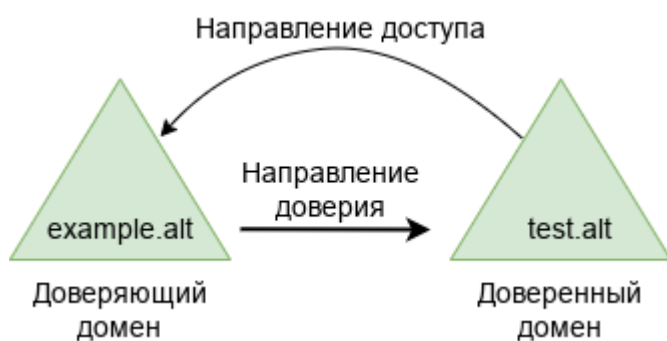 Направление доступа
Направление
доверия
example.alt
test.alt
Доверяющий
домен
Доверенный
домен